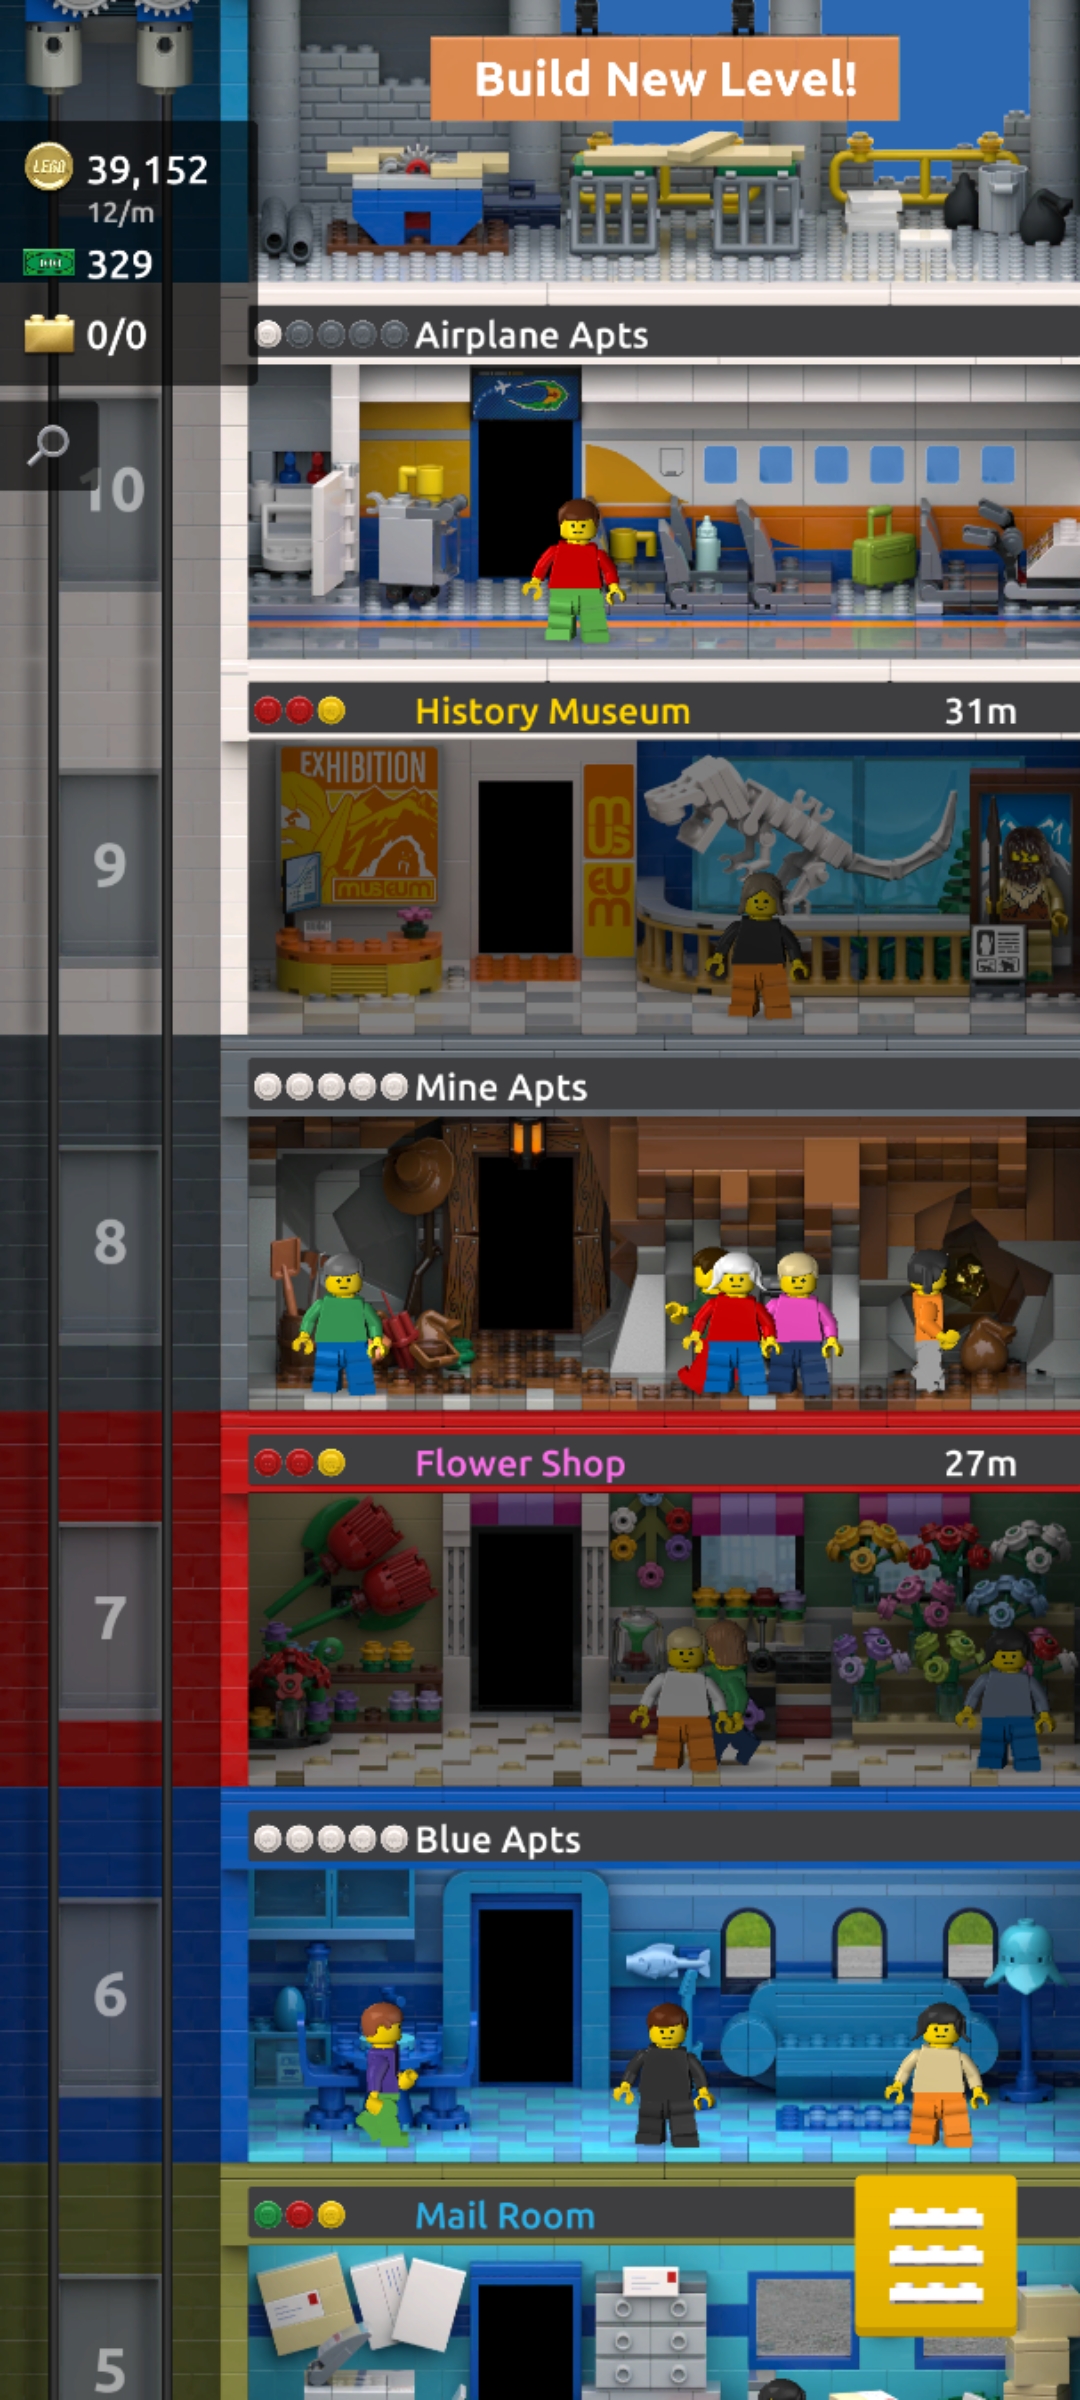 Build New Level!
LEGO
39,152
12/m
329
0/0
Airplane Apts
10
History Museum 31m
EXHIBITION
MUSEUM
MUSEUM
9
Mine Apts
8
Flower Shop 27m
7
Blue Apts
6
Mail Room
5